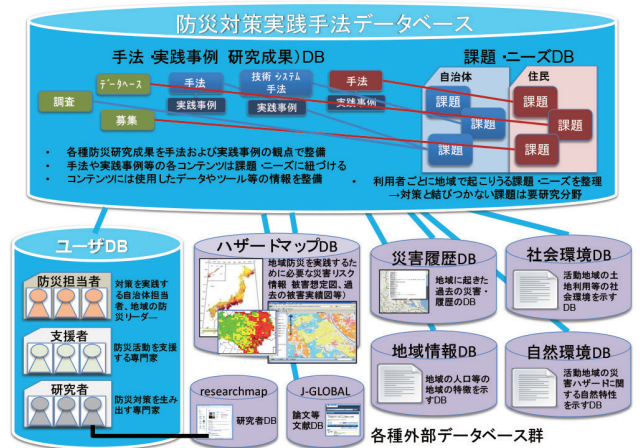 防災対策実践手法データベース
手法・実践事例 研究成果）DB
データベース
手法
技術・システム
手法
手法
調査
実践事例
実践事例
実践事例
募集
課題・ニーズDB
自治体
住民
課題
課題
課題
課題
課題
課題
• 各種防災研究成果を手法および実践事例の観点で整備
• 手法や実践事例等の各コンテンツは課題・ニーズに紐づける
• コンテンツには使用したデータやツール等の情報を整備
• 利用者ごとに地域で起こりうる課題・ニーズを整理
→対策と結びつかない課題は要研究分野
ユーザDB
防災担当者
対策を実践す
る自治体担当
者、地域の防
災リーダー
支援者
防災活動を支援
する専門家
研究者
防災対策を生み
出す専門家
ハザードマップDB
地域防災を実践するた
めに必要な災害リスク
情報 被害想定図、過去
の被害実績図等）
災害履歴DB
地域に起きた
過去の災害・
履歴のDB
社会環境DB
活動地域の土
地利用等の社
会環境を示す
DB
地域情報DB
地域の人口等の
地域の特徴を示
すDB
自然環境DB
活動地域の災
害ハザードに関
する自然特性
を示すDB
researchmap
研究者DB
J-GLOBAL
論文等
文献DB
各種外部データベース群